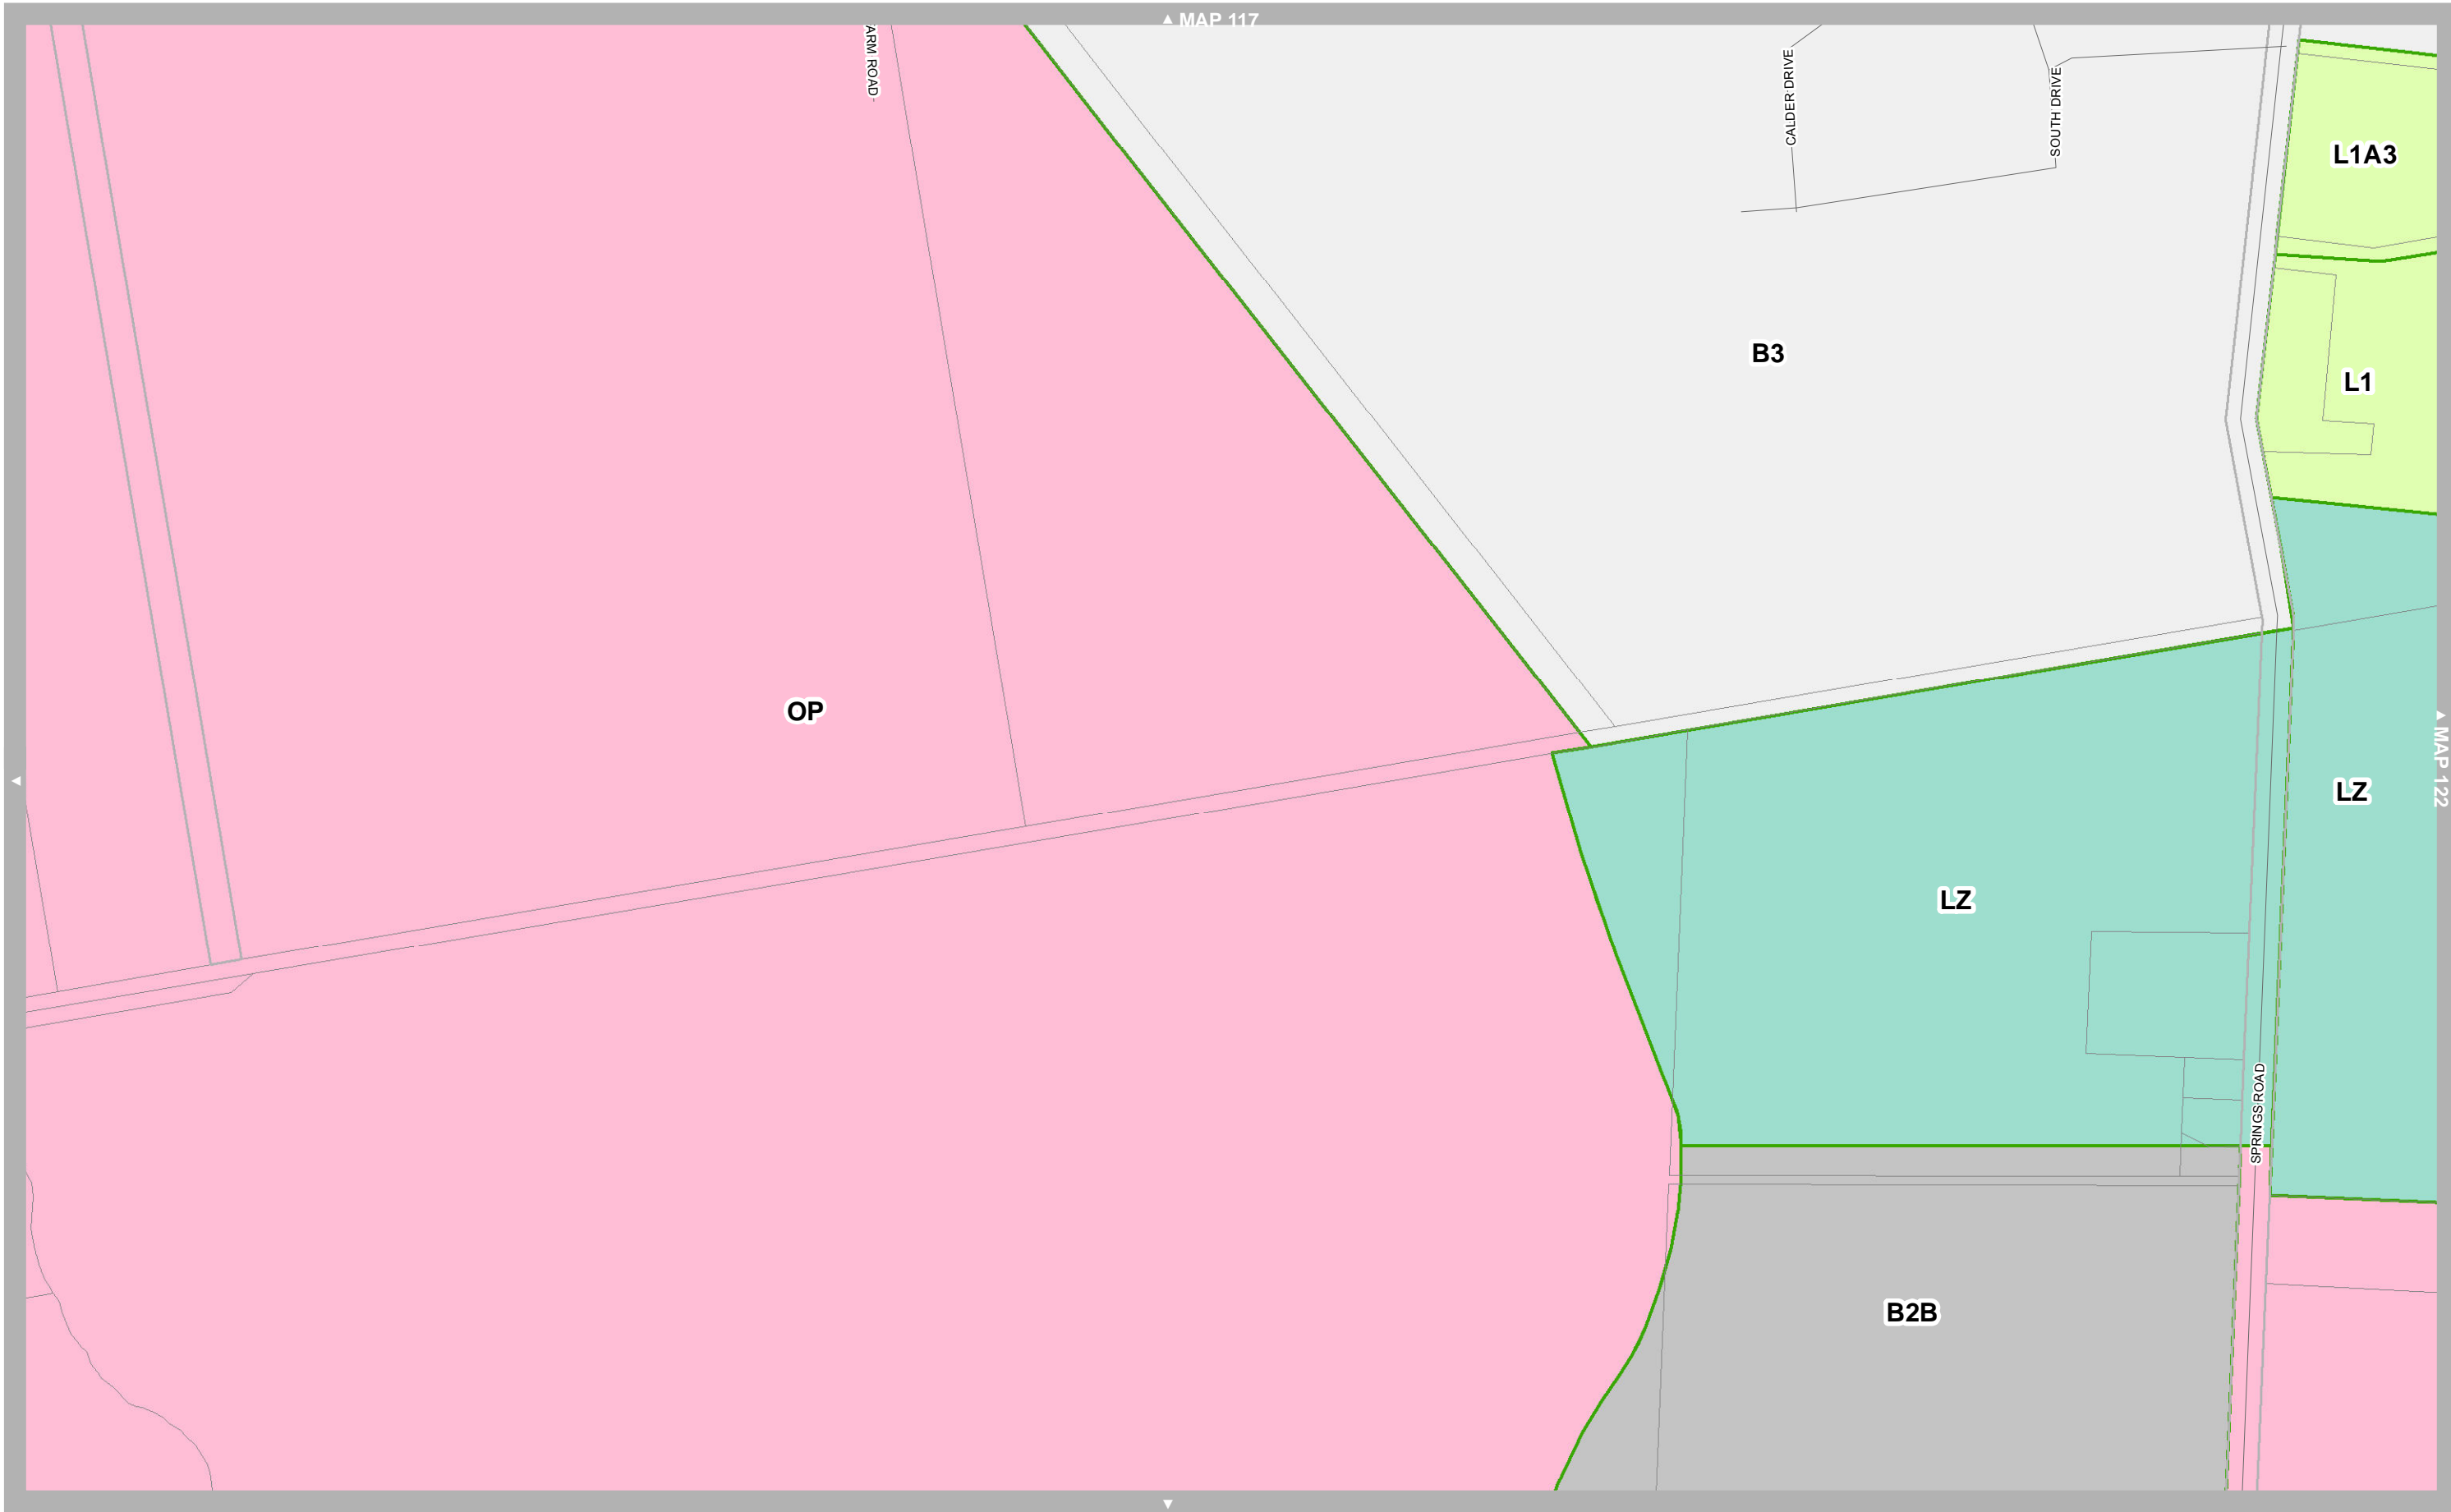 ▲ MAP 117
ARM ROAD
CALDER DRIVE
SOUTH DRIVE
L1A3
B3
L1
OP
▲ MAP 122
LZ
LZ
SPRINGS ROAD
B2B